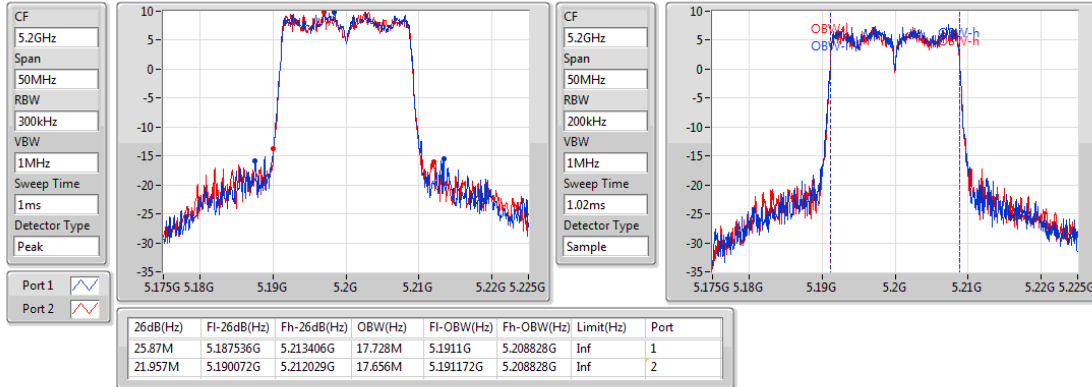 CF
5.2GHz
Span
50MHz
RBW
300kHz
VBW
1MHz
Sweep Time
1ms
Detector Type
Peak
Port 1
Port 2
10
5
0
-5
-10
-15
-20
-25
-30
-35
5.175G 5.18G 5.19G 5.2G 5.21G 5.22G 5.225G
CF
5.2GHz
Span
50MHz
RBW
200kHz
VBW
1MHz
Sweep Time
1.02ms
Detector Type
Sample
10
5
0
-5
-10
-15
-20
-25
-30
-35
OBW-h
OBW-h
5.175G 5.18G 5.19G 5.2G 5.21G 5.22G 5.225G
26dB(Hz) Fl-26dB(Hz) Fh-26dB(Hz) OBW(Hz) Fl-OBW(Hz) Fh-OBW(Hz) Limit(Hz) Port
25.87M 5.187536G 5.213406G 17.728M 5.1911G 5.208828G Inf 1
21.957M 5.190072G 5.212029G 17.656M 5.191172G 5.208828G Inf 2